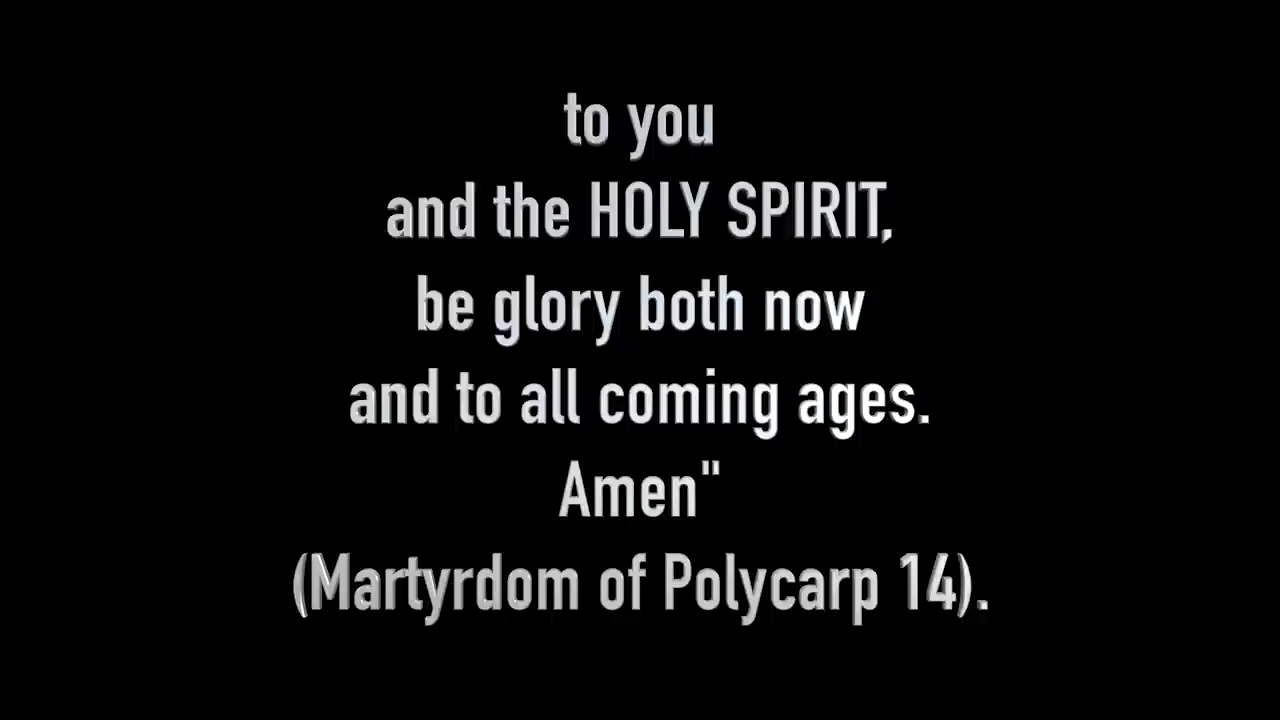 to you
and the HOLY SPIRIT,
be glory both now
and to all coming ages.
Amen"
(Martyrdom of Polycarp 14).